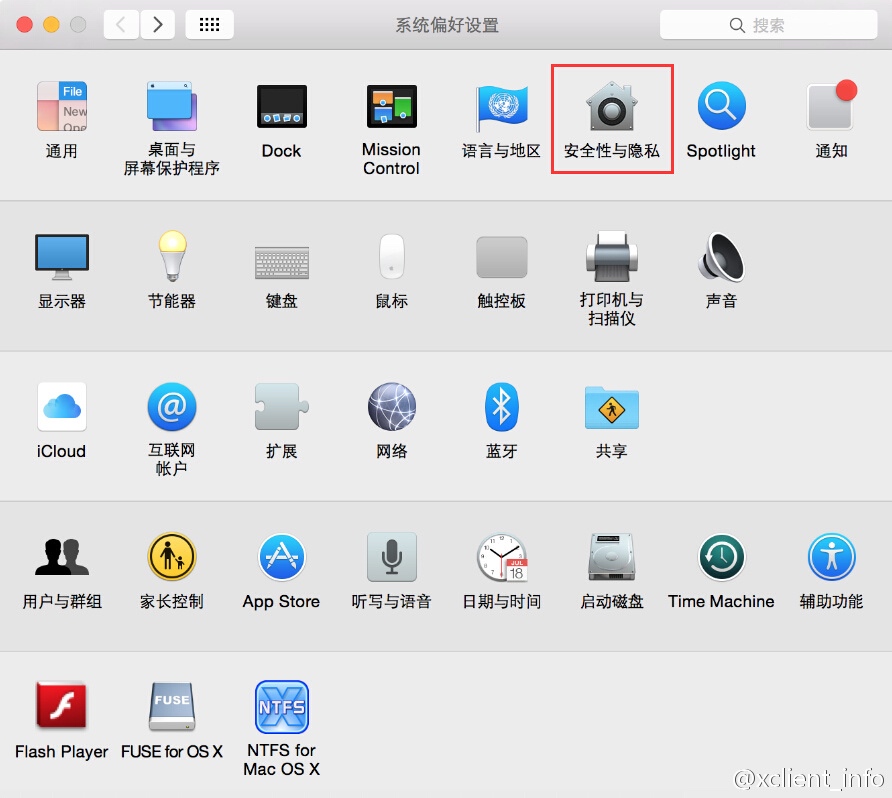 系统偏好设置
搜索
File
New
Ope
通用
桌面与
屏幕保护程序
Dock
Mission
Control
语言与地区
安全性与隐私
Spotlight
通知
显示器
节能器
键盘
鼠标
触控板
打印机与
扫描仪
声音
iCloud
@
互联网
帐户
扩展
网络
蓝牙
共享
用户与群组
家长控制
App Store
听写与语音
JUL
18
日期与时间
启动磁盘
Time Machine
辅助功能
Flash Player
FUSE
FUSE for OS X
NTFS
NTFS for
Mac OS X
@xclient_info